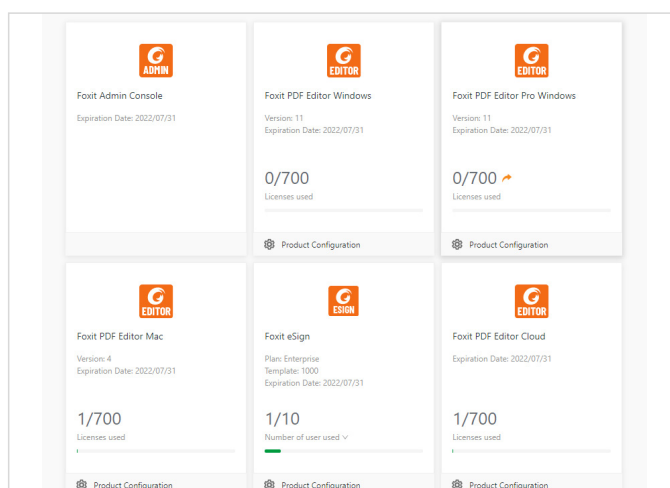 G
ADMIN
Foxit Admin Console
Expiration Date: 2022/07/31
G
EDITOR
Foxit PDF Editor Windows
Version: 11
Expiration Date: 2022/07/31
0/700
Licenses used
Product Configuration
G
EDITOR
Foxit PDF Editor Pro Windows
Version: 11
Expiration Date: 2022/07/31
0/700
Licenses used
Product Configuration
G
EDITOR
Foxit PDF Editor Mac
Version: 4
Expiration Date: 2022/07/31
1/700
Licenses used
Product Configuration
G
ESIGN
Foxit eSign
Plan: Enterprise
Template: 1000
Expiration Date: 2022/07/31
1/10
Number of user used
Product Configuration
G
EDITOR
Foxit PDF Editor Cloud
Expiration Date: 2022/07/31
1/700
Licenses used
Product Configuration